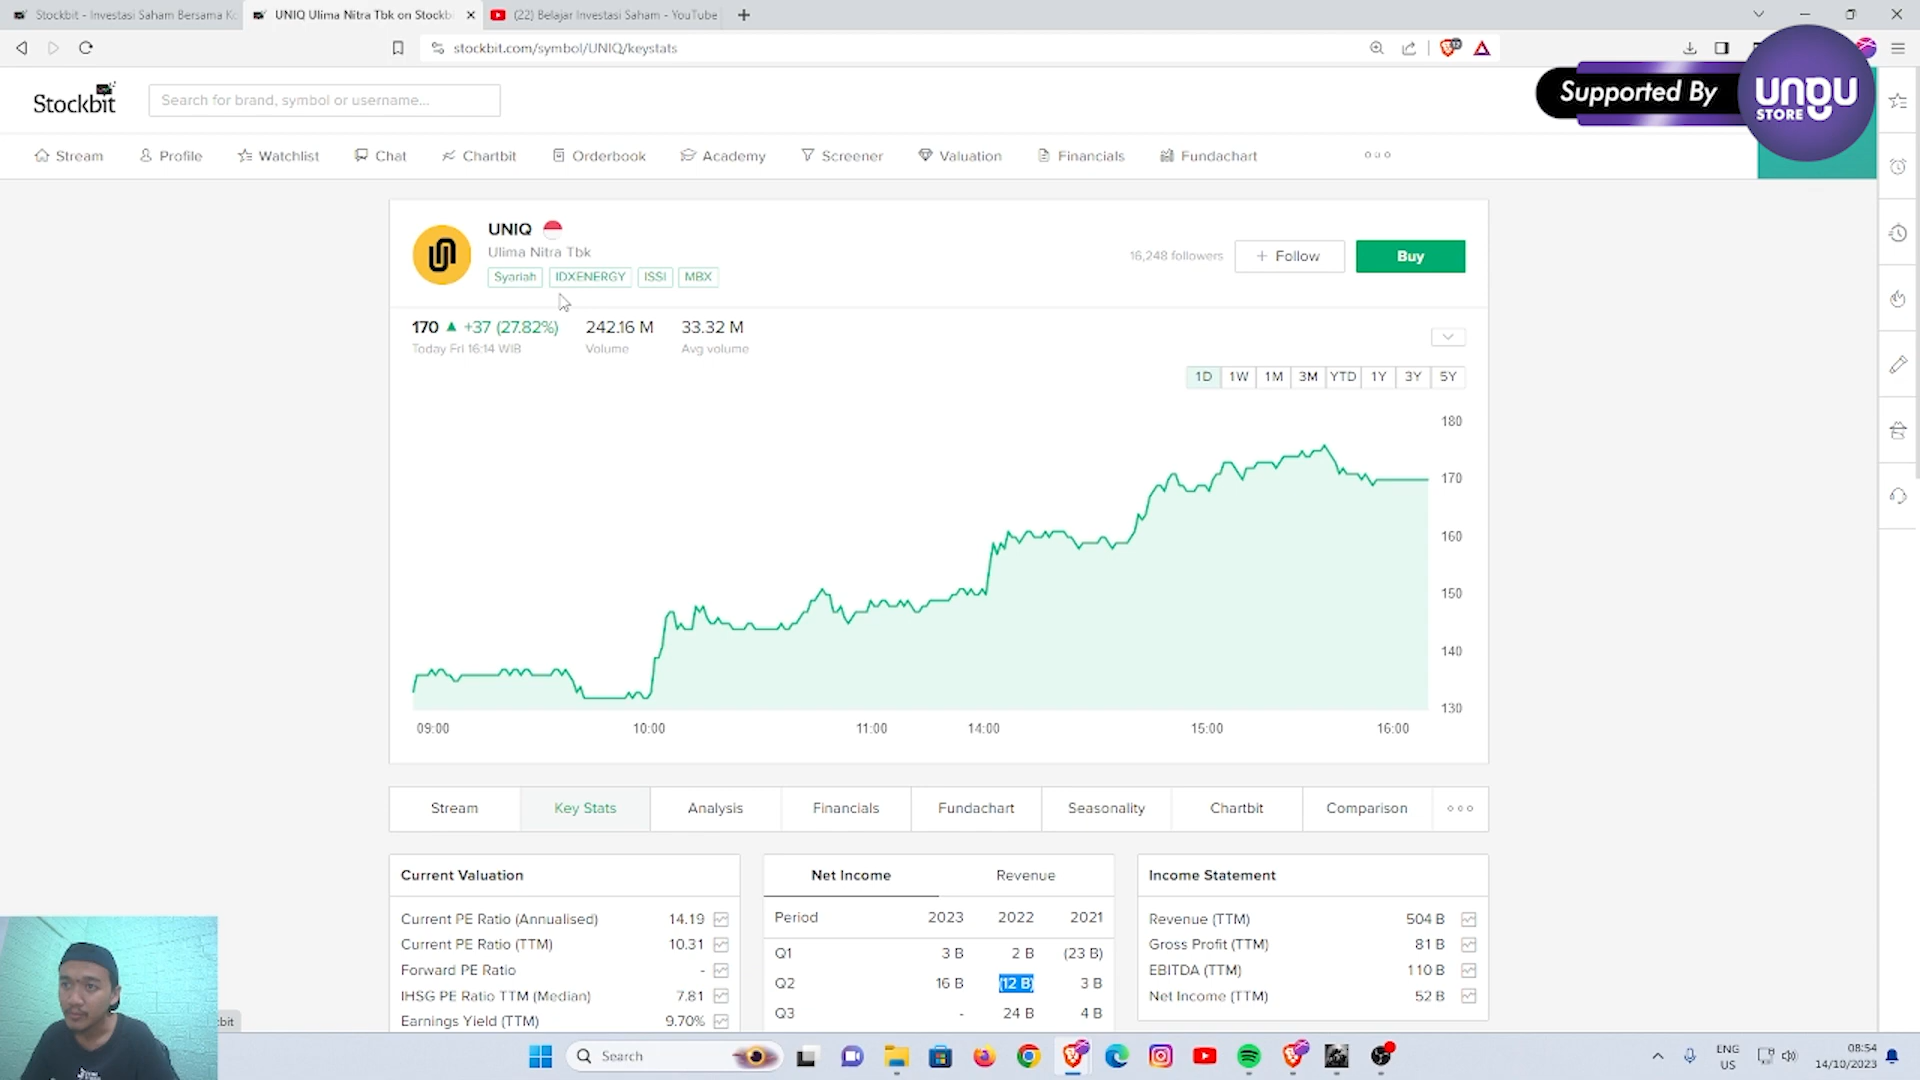 Stockbit - Investasi Saham Bersama Ko
UNIQ Ulima Nitra Tbk on Stockbi
(22) Belajar Investasi Saham - YouTube
stockbit.com/symbol/UNIQ/keystats
Supported By
UNGU
STORE
Stockbit
Search for brand, symbol or username...
Stream
Profile
Watchlist
Chat
Chartbit
Orderbook
Academy
Screener
Valuation
Financials
Fundachart
UNIQ
Ulima Nitra Tbk
Syariah
IDXENERGY
ISSI
MBX
16,248 followers
+ Follow
Buy
170 ▲ +37 (27.82%)
242.16 M
33.32 M
Today Fri 16:14 WIB
Volume
Avg volume
1D 1W 1M 3M YTD 1Y 3Y 5Y
180
170
160
150
140
130
09:00 10:00 11:00 14:00 15:00 16:00
Stream
Key Stats
Analysis
Financials
Fundachart
Seasonality
Chartbit
Comparison
Current Valuation
Current PE Ratio (Annualised) 14.19
Current PE Ratio (TTM) 10.31
Forward PE Ratio -
IHSG PE Ratio TTM (Median) 7.81
Earnings Yield (TTM) 9.70%
Net Income Revenue
Period 2023 2022 2021
Q1 3 B 2 B (23 B)
Q2 16 B (12 B) 3 B
Q3 - 24 B 4 B
Income Statement
Revenue (TTM) 504 B
Gross Profit (TTM) 81 B
EBITDA (TTM) 110 B
Net Income (TTM) 52 B
cbit
Search
ENG
US
08:54
14/10/2023